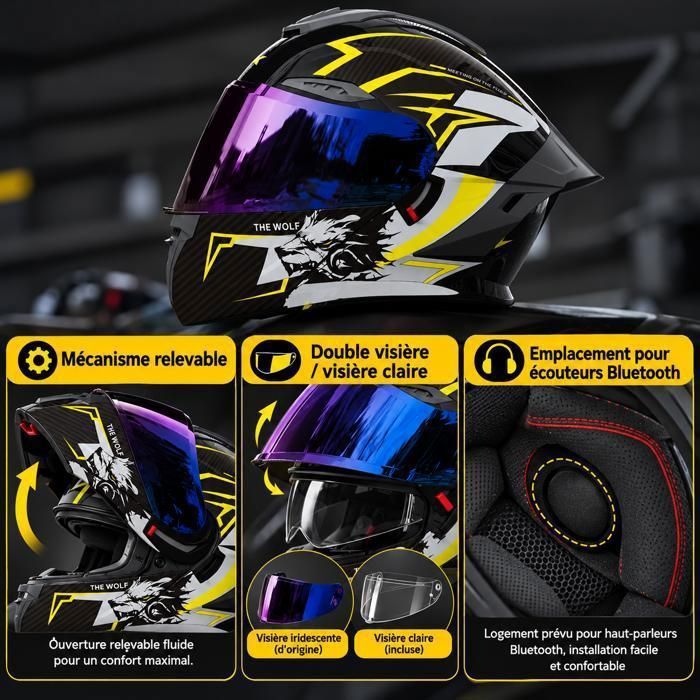 MEETING ON THE FLUID
THE WOLF
Mécanisme relevable
THE WOLF
THE WOLF
Ouverture relevable fluide
pour un confort maximal.
Double visière
/ visière claire
Visière iridescente
(d'origine)
Visière claire
(incluse)
Emplacement pour
écouteurs Bluetooth
Logement prévu pour haut-parleurs
Bluetooth, installation facile
et confortable